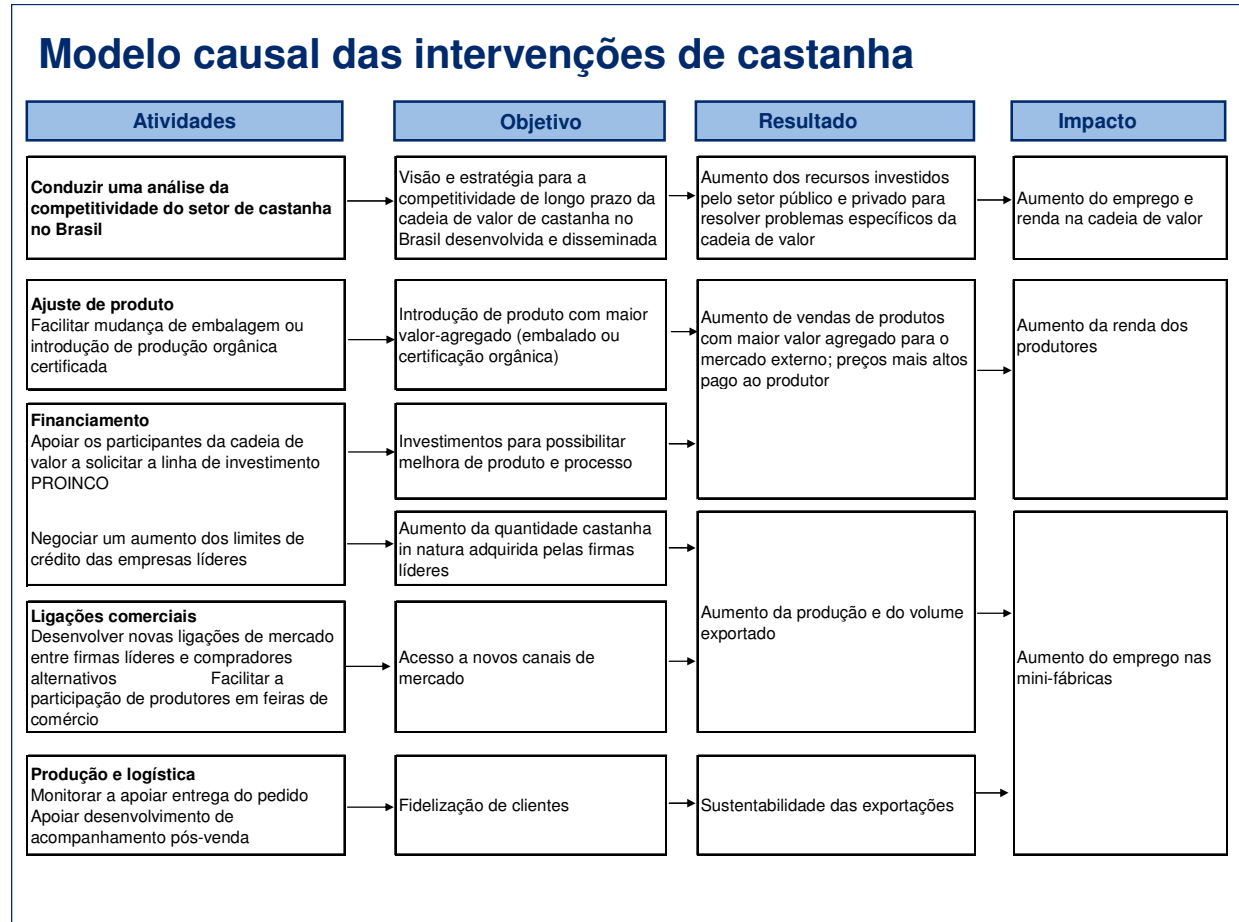 Modelo causal das intervenções de castanha
Atividades
Objetivo
Resultado
Impacto
Conduzir uma análise da
competitividade do setor de castanha
no Brasil
Visão e estratégia para a
competitividade de longo prazo da
cadeia de valor de castanha no
Brasil desenvolvida e disseminada
Aumento dos recursos investidos
pelo setor público e privado para
resolver problemas específicos da
cadeia de valor
Aumento do emprego e
renda na cadeia de valor
Ajuste de produto
Facilitar mudança de embalagem ou
introdução de produção orgânica
certificada
Introdução de produto com maior
valor-agregado (embalado ou
certificação orgânica)
Aumento de vendas de produtos
com maior valor agregado para o
mercado externo; preços mais altos
pago ao produtor
Aumento da renda dos
produtores
Financiamento
Apoiar os participantes da cadeia de
valor a solicitar a linha de investimento
PROINCO
Investimentos para possibilitar
melhora de produto e processo
Negociar um aumento dos limites de
crédito das empresas líderes
Aumento da quantidade castanha
in natura adquirida pelas firmas
líderes
Aumento da produção e do volume
exportado
Aumento do emprego nas
mini-fábricas
Ligações comerciais
Desenvolver novas ligações de mercado
entre firmas líderes e compradores
alternativos Facilitar a
participação de produtores em feiras de
comércio
Acesso a novos canais de
mercado
Produção e logística
Monitorar a apoiar entrega do pedido
Apoiar desenvolvimento de
acompanhamento pós-venda
Fidelização de clientes
Sustentabilidade das exportações